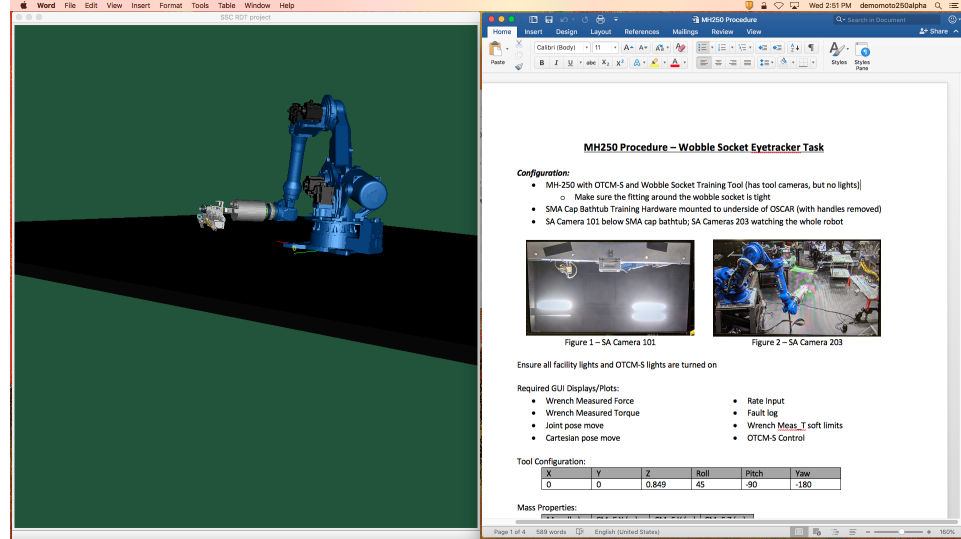 Word File Edit View Insert Format Tools Table Window Help Wed 2:51 PM demomoto250alpha
SSC RDT project
MH250 Procedure
Search in Document
Home Insert Design Layout References Mailings Review View Share
Paste
Calibri (Body) 11
Styles Styles Pane
MH250 Procedure – Wobble Socket Eyetracker Task
Configuration:
• MH-250 with OTCM-S and Wobble Socket Training Tool (has tool cameras, but no lights)
o Make sure the fitting around the wobble socket is tight
• SMA Cap Bathtub Training Hardware mounted to underside of OSCAR (with handles removed)
• SA Camera 101 below SMA cap bathtub; SA Cameras 203 watching the whole robot
Figure 1 – SA Camera 101
Figure 2 – SA Camera 203
Ensure all facility lights and OTCM-S lights are turned on
Required GUI Displays/Plots:
• Wrench Measured Force
• Wrench Measured Torque
• Joint pose move
• Cartesian pose move
• Rate Input
• Fault log
• Wrench Meas_T soft limits
• OTCM-S Control
Tool Configuration:
X Y Z Roll Pitch Yaw
0 0 0.849 45 -90 -180
Mass Properties:
Page 1 of 4 589 words English (United States) 160%